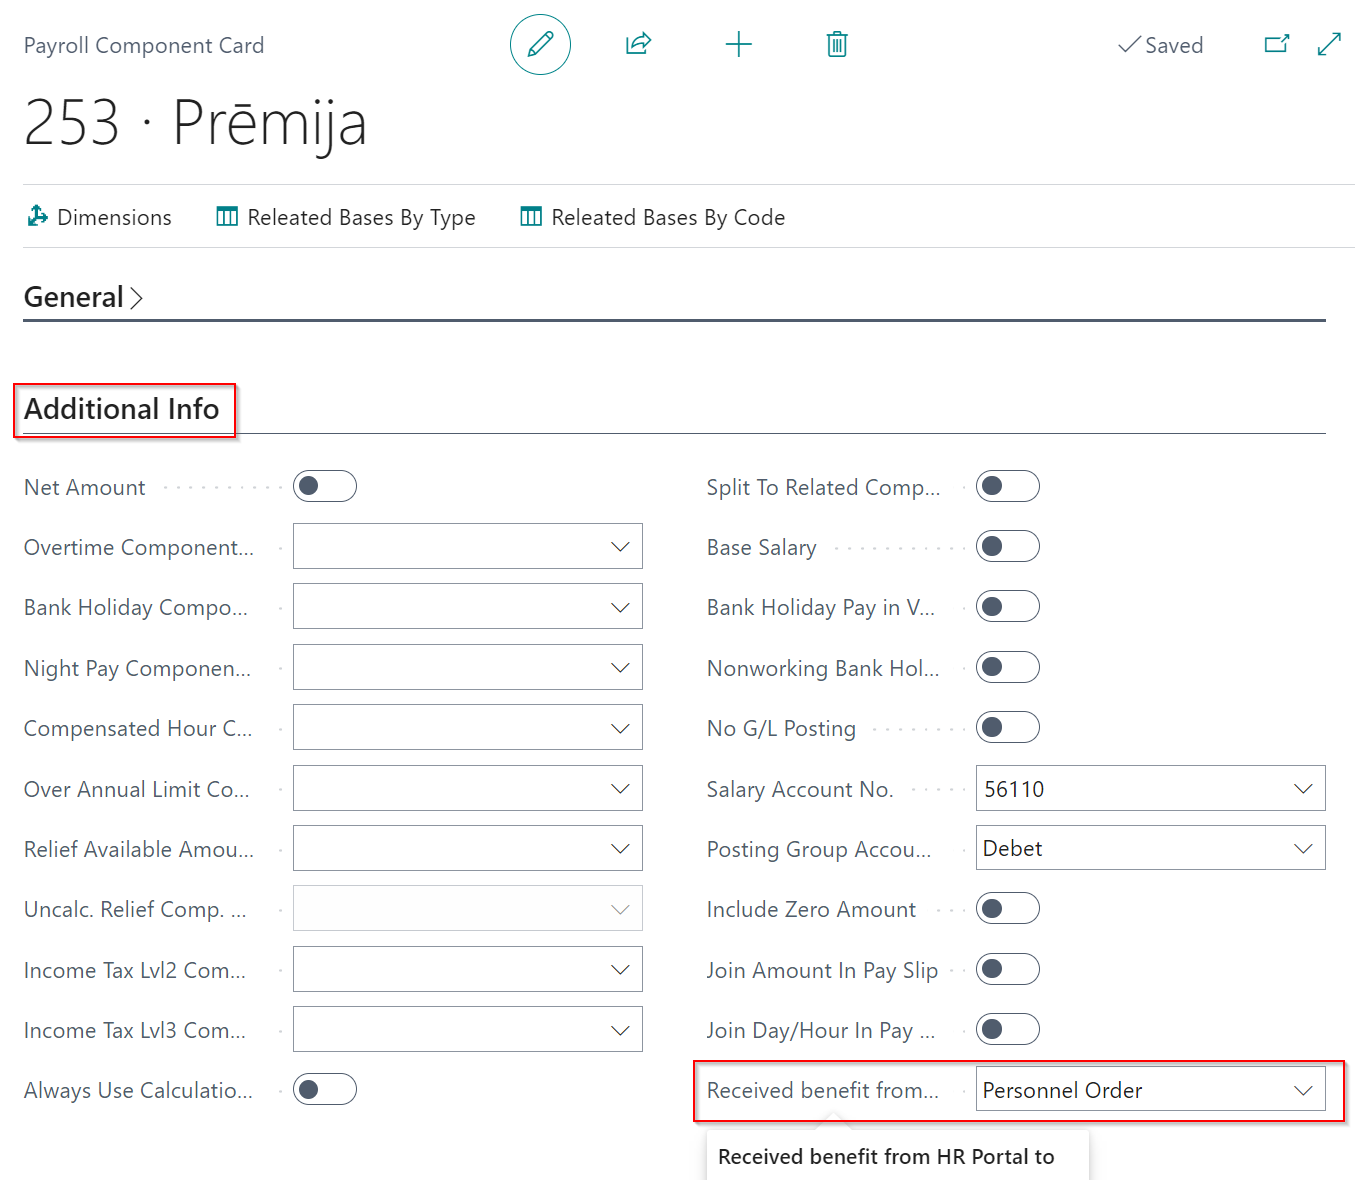 Payroll Component Card
Saved
253 · Prēmija
Dimensions
Releated Bases By Type
Releated Bases By Code
General
Additional Info
Net Amount
Split To Related Comp...
Overtime Component...
Base Salary
Bank Holiday Compo...
Bank Holiday Pay in V...
Night Pay Componen...
Nonworking Bank Hol...
Compensated Hour C...
No G/L Posting
Over Annual Limit Co...
Salary Account No. 56110
Relief Available Amou...
Posting Group Accou... Debet
Uncalc. Relief Comp. ...
Include Zero Amount
Income Tax Lvl2 Com...
Join Amount In Pay Slip
Income Tax Lvl3 Com...
Join Day/Hour In Pay ...
Always Use Calculatio...
Received benefit from... Personnel Order
Received benefit from HR Portal to